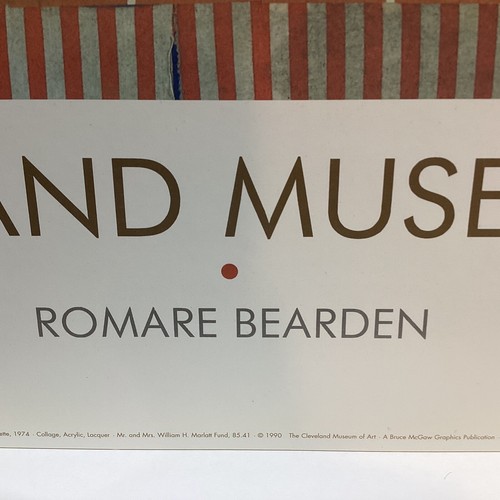 AND MUSE
ROMARE BEARDEN
ette, 1974 · Collage, Acrylic, Lacquer · Mr. and Mrs. William H. Marlatt Fund, 85.41 · © 1990 · The Cleveland Museum of Art · A Bruce McGaw Graphics Publication